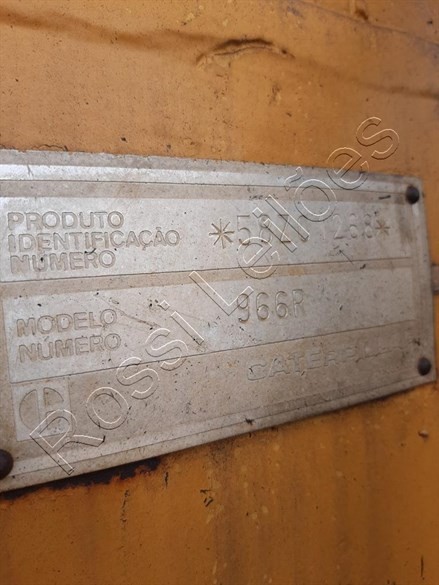 PRODUTO
IDENTIFICAÇÃO
NÚMERO
MODELO
NÚMERO
966R
Rossi Leilões